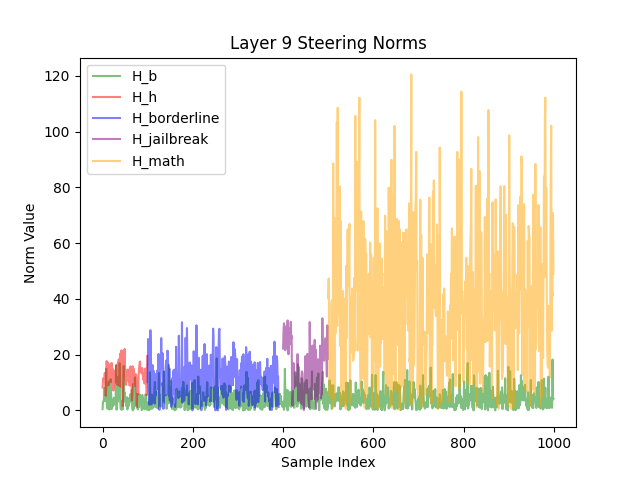 Layer 9 Steering Norms
H_b
H_h
H_borderline
H_jailbreak
H_math
120
100
80
60
40
20
0
Norm Value
0
200
400
600
800
1000
Sample Index